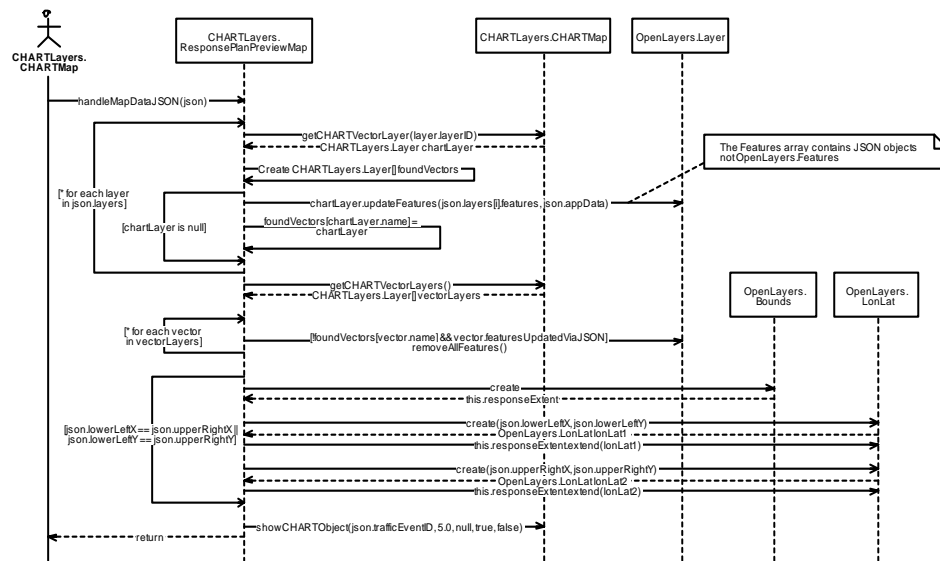 CHARTLayers.
ResponsePlanPreviewMap
CHARTLayers.CHARTMap
OpenLayers.Layer
CHARTLayers.
CHARTMap
handleMapDataJSON(json)
getCHARTVectorLayer(layer.layerID)
CHARTLayers.Layer chartLayer
The Features array contains JSON objects
not OpenLayers.Features
Create CHARTLayers.Layer[] foundVectors
[* for each layer
in json.layers]
chartLayer.updateFeatures(json.layers[i].features, json.appData)
[chartLayer is null]
foundVectors[chartLayer.name] =
chartLayer
getCHARTVectorLayers()
CHARTLayers.Layer[] vectorLayers
OpenLayers.
Bounds
OpenLayers.
LonLat
[* for each vector
in vectorLayers]
[!foundVectors[vector.name] && vector.featuresUpdatedViaJSON]
removeAllFeatures()
create
this.responseExtent
[json.lowerLeftX == json.upperRightX ||
json.lowerLeftY == json.upperRightY]
create(json.lowerLeftX, json.lowerLeftY)
OpenLayers.LonLat lonLat1
this.responseExtent.extend(lonLat1)
create(json.upperRightX, json.upperRightY)
OpenLayers.LonLat lonLat2
this.responseExtent.extend(lonLat2)
showCHARTObject(json.trafficEventID, 5.0, null, true, false)
return